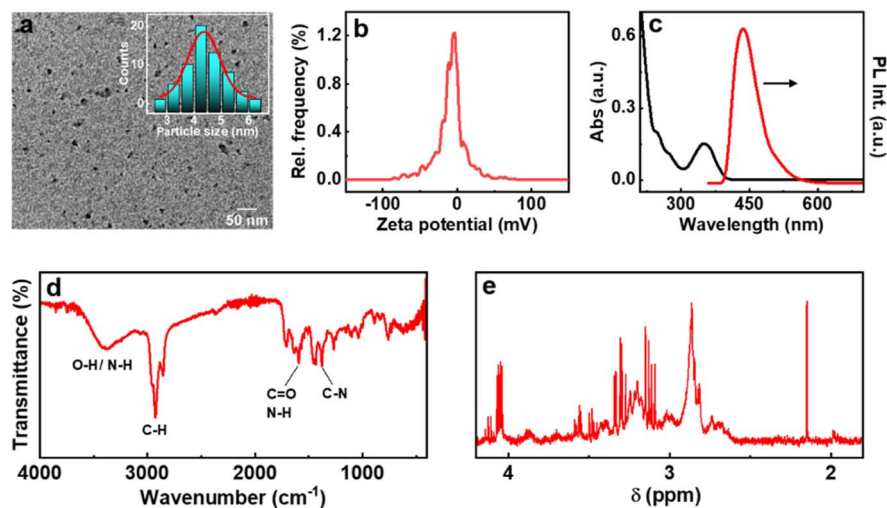 a
20
10
0
Counts
3 4 5 6
Particle size (nm)
50 nm
b
Rel. frequency (%)
1.2
0.8
0.4
0.0
-100 0 100
Zeta potential (mV)
c
Abs (a.u.)
0.6
0.3
0.0
300 450 600
Wavelength (nm)
PL Int. (a.u.)
d
Transmittance (%)
O-H/ N-H
C-H
C=O
N-H
C-N
4000 3000 2000 1000
Wavenumber (cm⁻¹)
e
4 3 2
δ (ppm)